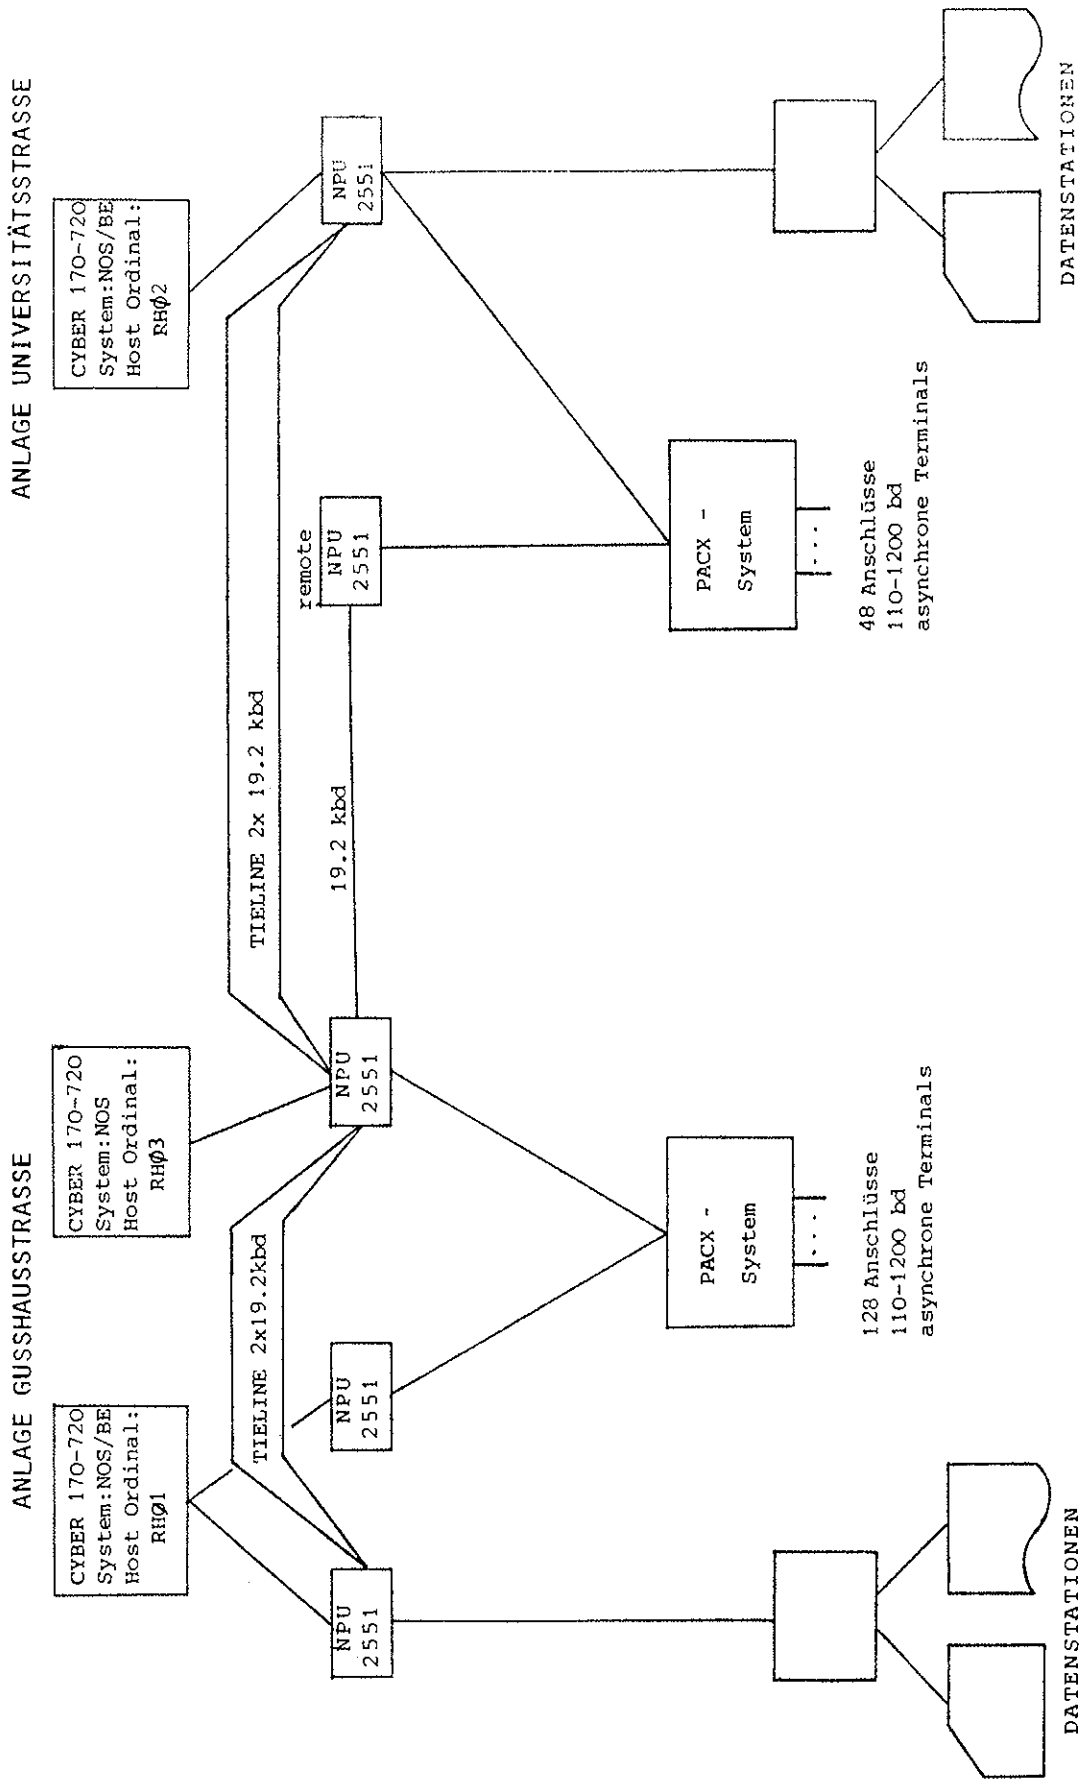 ANLAGE GUSSHAUSSTRASSE
ANLAGE UNIVERSITÄTSSTRASSE
CYBER 170-720
System:NOS/BE
Host Ordinal:
RHØ1
CYBER 170-720
System:NOS
Host Ordinal:
RHØ3
CYBER 170-720
System:NOS/BE
Host Ordinal:
RHØ2
TIELINE 2x19.2kbd
TIELINE 2x 19.2 kbd
NPU
2551
NPU
2551
NPU
2551
19.2 kbd
remote
NPU
2551
NPU
2551
PACX -
System
....
128 Anschlüsse
110-1200 bd
asynchrone Terminals
PACX -
System
....
48 Anschlüsse
110-1200 bd
asynchrone Terminals
DATENSTATIONEN
DATENSTATIONEN